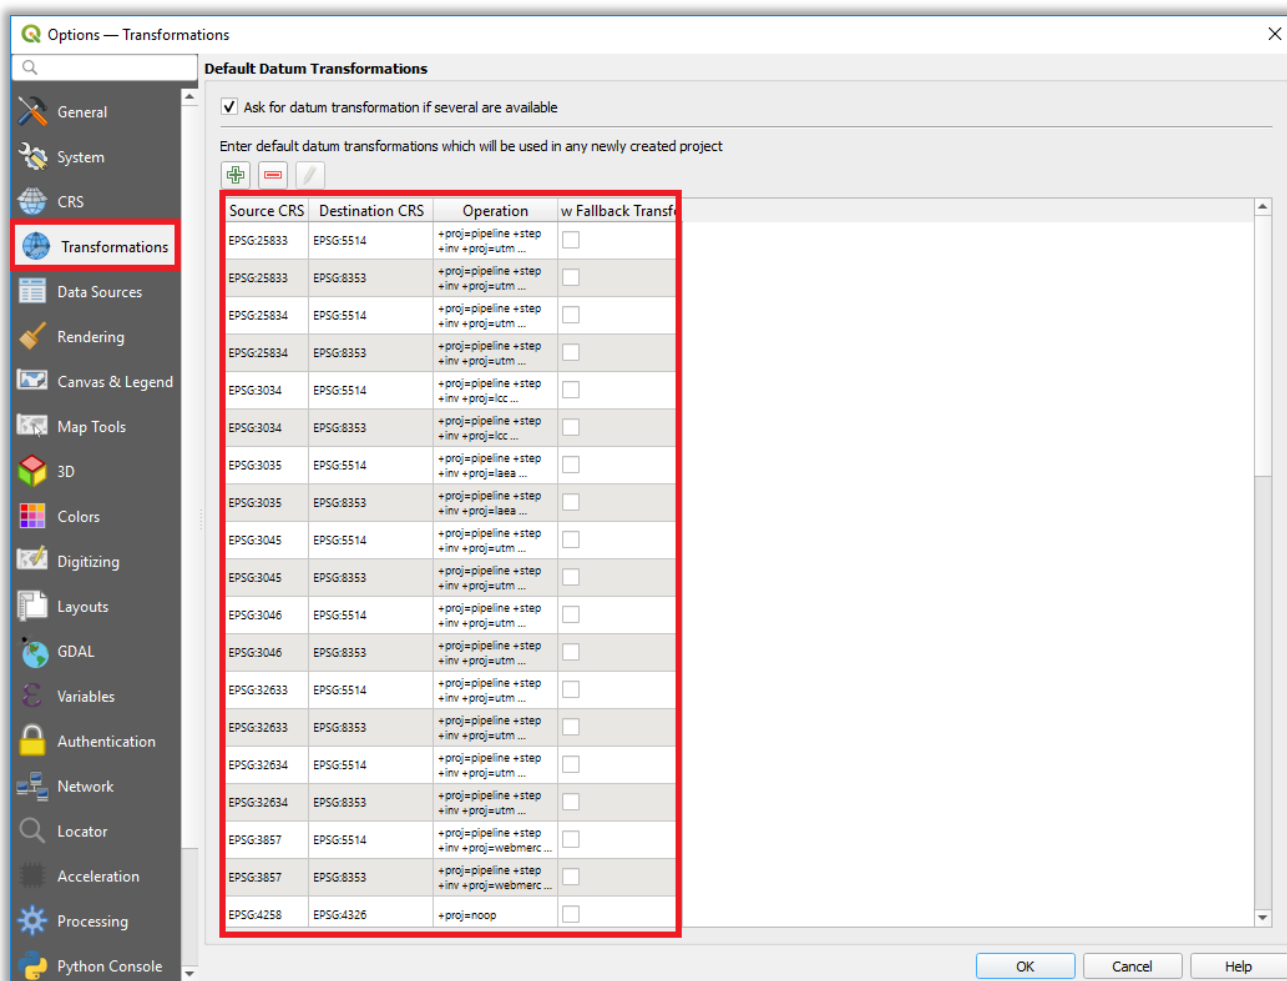 Options — Transformations
General
System
CRS
Transformations
Data Sources
Rendering
Canvas & Legend
Map Tools
3D
Colors
Digitizing
Layouts
GDAL
Variables
Authentication
Network
Locator
Acceleration
Processing
Python Console
Default Datum Transformations
Ask for datum transformation if several are available
Enter default datum transformations which will be used in any newly created project
Source CRS Destination CRS Operation w Fallback Transfe
EPSG:25833 EPSG:5514 +proj=pipeline +step
+inv +proj=utm ...
EPSG:25833 EPSG:8353 +proj=pipeline +step
+inv +proj=utm ...
EPSG:25834 EPSG:5514 +proj=pipeline +step
+inv +proj=utm ...
EPSG:25834 EPSG:8353 +proj=pipeline +step
+inv +proj=utm ...
EPSG:3034 EPSG:5514 +proj=pipeline +step
+inv +proj=lcc ...
EPSG:3034 EPSG:8353 +proj=pipeline +step
+inv +proj=lcc ...
EPSG:3035 EPSG:5514 +proj=pipeline +step
+inv +proj=laea ...
EPSG:3035 EPSG:8353 +proj=pipeline +step
+inv +proj=laea ...
EPSG:3045 EPSG:5514 +proj=pipeline +step
+inv +proj=utm ...
EPSG:3045 EPSG:8353 +proj=pipeline +step
+inv +proj=utm ...
EPSG:3046 EPSG:5514 +proj=pipeline +step
+inv +proj=utm ...
EPSG:3046 EPSG:8353 +proj=pipeline +step
+inv +proj=utm ...
EPSG:32633 EPSG:5514 +proj=pipeline +step
+inv +proj=utm ...
EPSG:32633 EPSG:8353 +proj=pipeline +step
+inv +proj=utm ...
EPSG:32634 EPSG:5514 +proj=pipeline +step
+inv +proj=utm ...
EPSG:32634 EPSG:8353 +proj=pipeline +step
+inv +proj=utm ...
EPSG:3857 EPSG:5514 +proj=pipeline +step
+inv +proj=webmerc ...
EPSG:3857 EPSG:8353 +proj=pipeline +step
+inv +proj=webmerc ...
EPSG:4258 EPSG:4326 +proj=noop
OK Cancel Help